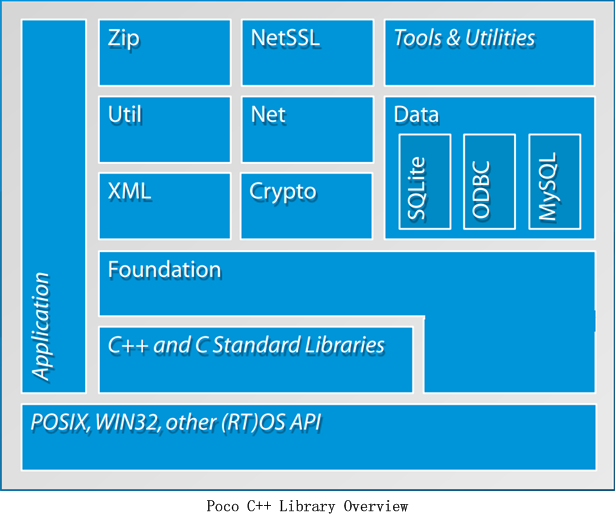 Zip
NetSSL
Tools & Utilities
Util
Net
Data
SQLite
ODBC
MySQL
XML
Crypto
Foundation
Application
C++ and C Standard Libraries
POSIX, WIN32, other (RT)OS API
Poco C++ Library Overview